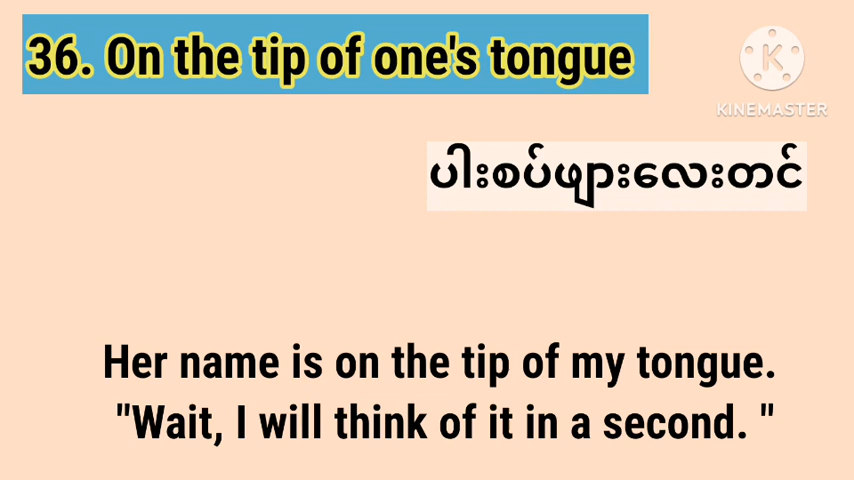 36. On the tip of one's tongue
KINEMASTER
ပါးစပ်ဖျားလေးတင်
Her name is on the tip of my tongue.
"Wait, I will think of it in a second. "